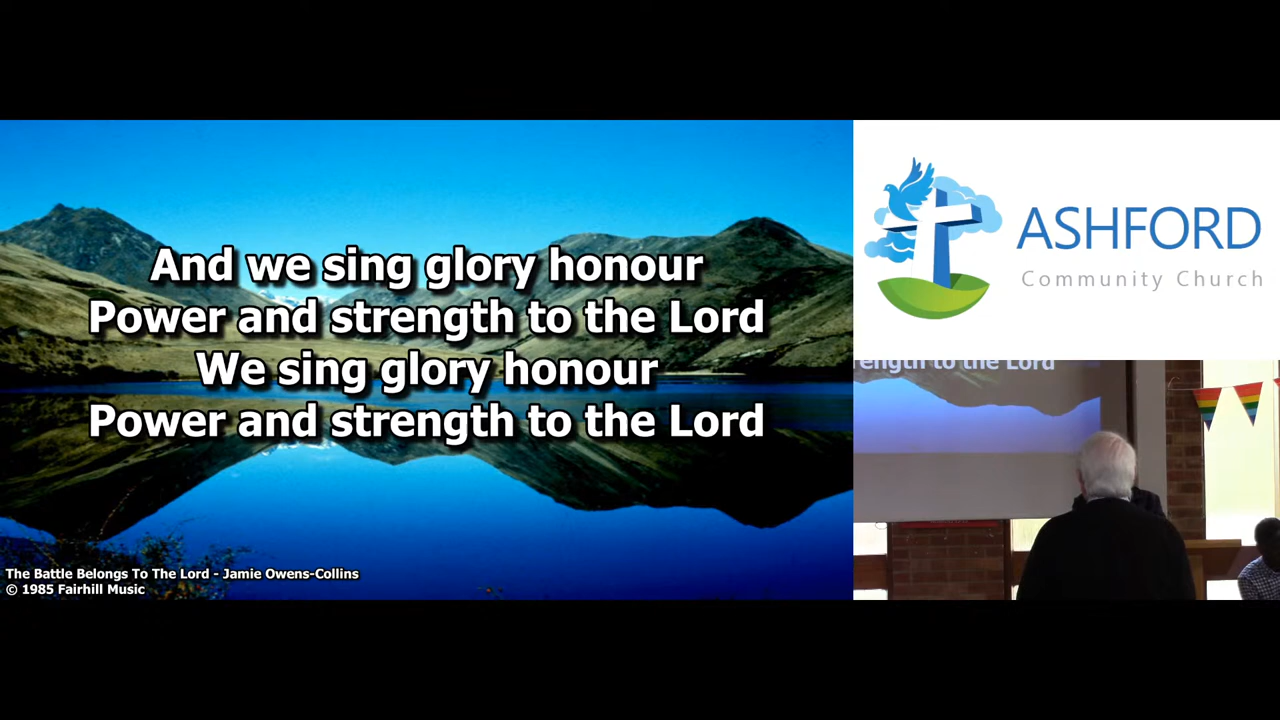 And we sing glory honour
Power and strength to the Lord
We sing glory honour
Power and strength to the Lord
The Battle Belongs To The Lord - Jamie Owens-Collins
© 1985 Fairhill Music
ASHFORD
Community Church
to the Lord